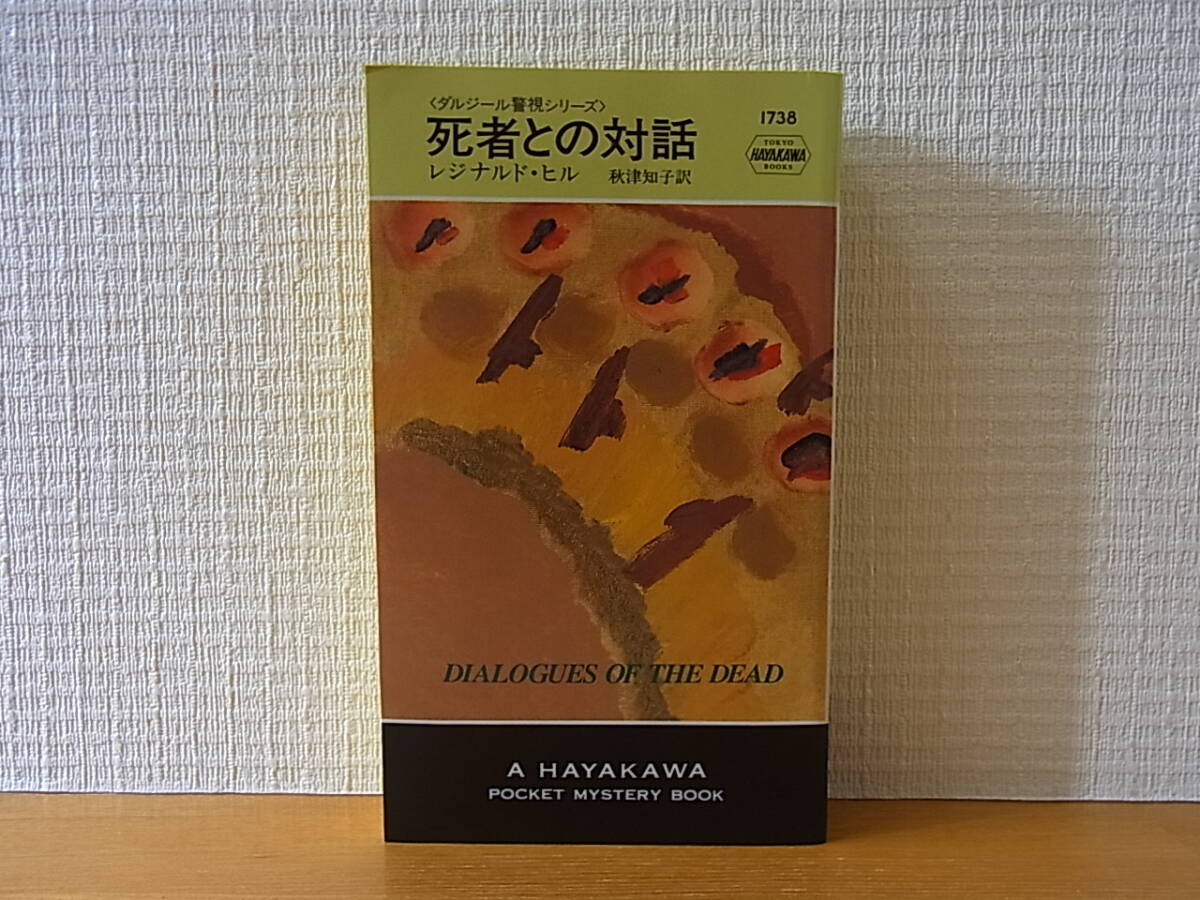 〈ダルジール警視シリーズ〉
死者との対話
レジナルド・ヒル 秋津知子訳
1738
TOKYO
HAYAKAWA
BOOKS
DIALOGUES OF THE DEAD
A HAYAKAWA
POCKET MYSTERY BOOK